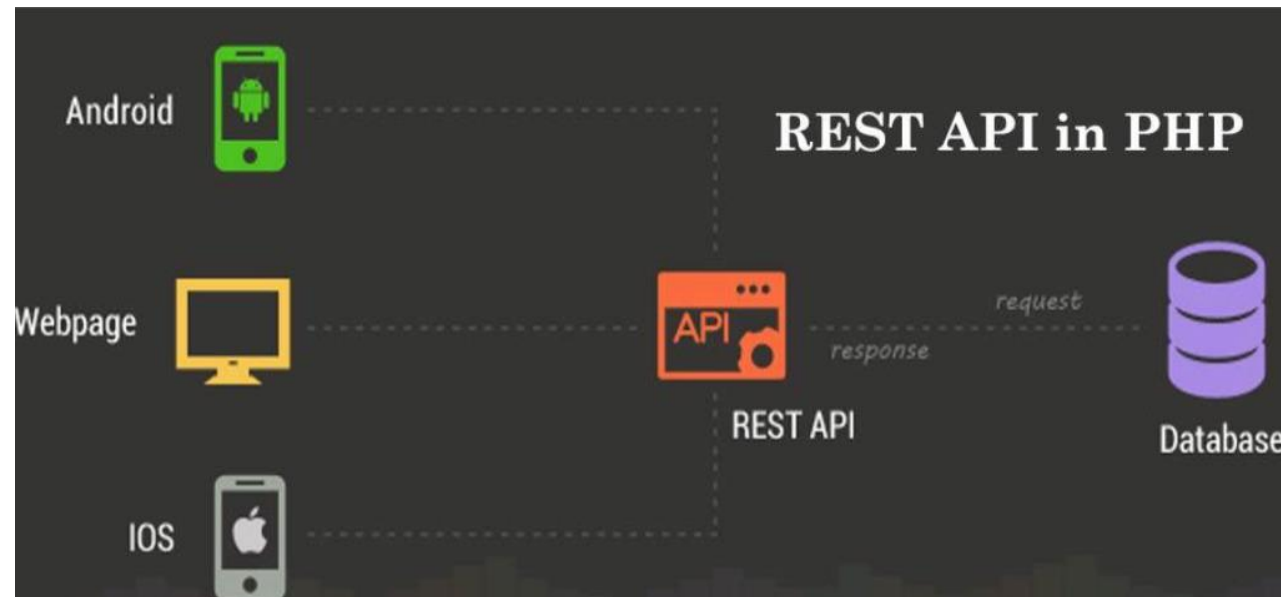 Android
REST API in PHP
Webpage
API
request
response
REST API
Database
IOS